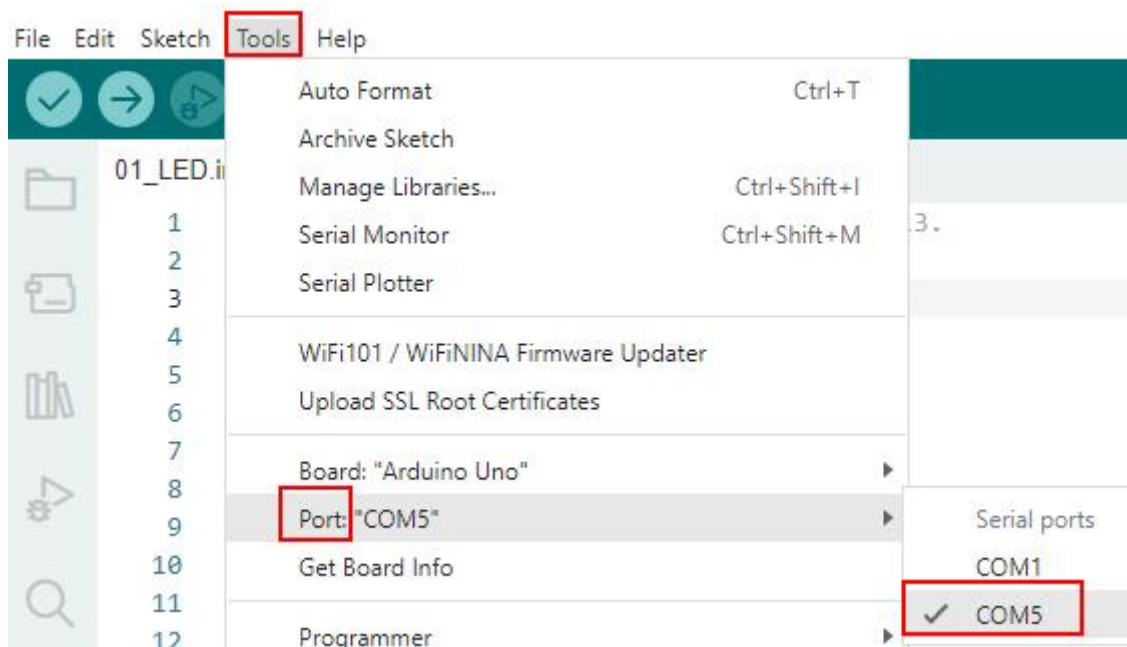 File Edit Sketch Tools Help
Auto Format Ctrl+T
Archive Sketch
01_LED.i
Manage Libraries... Ctrl+Shift+I
1
Serial Monitor Ctrl+Shift+M
3.
2
Serial Plotter
3
4
WiFi101 / WiFiNINA Firmware Updater
5
Upload SSL Root Certificates
6
7
Board: "Arduino Uno"
8
Port: "COM5"
Serial ports
9
10
Get Board Info
COM1
11
COM5
12
Programmer